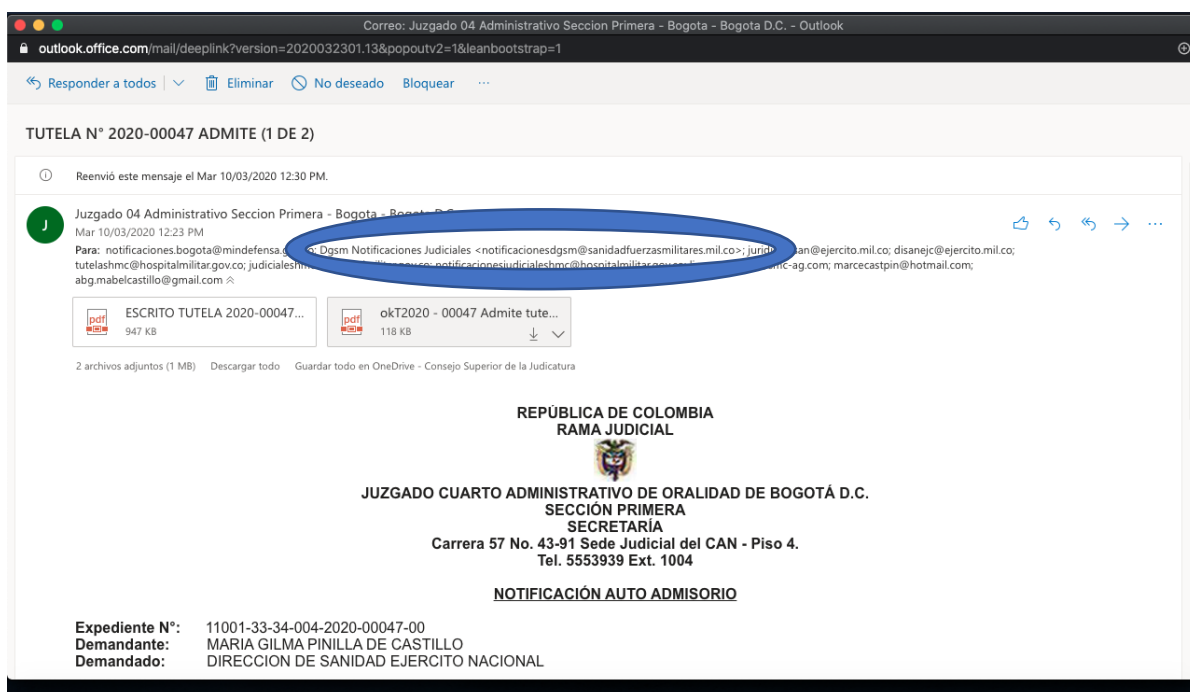 Correo: Juzgado 04 Administrativo Seccion Primera - Bogota - Bogota D.C. - Outlook
outlook.office.com/mail/deeplink?version=2020032301.13&popoutv2=1&leanbootstrap=1
Responder a todos Eliminar No deseado Bloquear ...
TUTELA N° 2020-00047 ADMITE (1 DE 2)
Reenvió este mensaje el Mar 10/03/2020 12:30 PM.
J
Juzgado 04 Administrativo Seccion Primera - Bogota -
Mar 10/03/2020 12:23 PM
Para: notificaciones.bogota@mindefensa. Dgsm Notificaciones Judiciales <notificacionesdgsm@sanidadfuerzasmilitares.mil.co>; disanejc@ejercito.mil.co;
tutelashmc@hospitalmilitar.gov.co; marcecastpin@hotmail.com;
abg.mabelcastillo@gmail.com
pdf ESCRITO TUTELA 2020-00047...
947 KB
pdf okT2020 - 00047 Admite tute...
118 KB
2 archivos adjuntos (1 MB) Descargar todo Guardar todo en OneDrive - Consejo Superior de la Judicatura
REPÚBLICA DE COLOMBIA
RAMA JUDICIAL
JUZGADO CUARTO ADMINISTRATIVO DE ORALIDAD DE BOGOTÁ D.C.
SECCIÓN PRIMERA
SECRETARÍA
Carrera 57 No. 43-91 Sede Judicial del CAN - Piso 4.
Tel. 5553939 Ext. 1004
NOTIFICACIÓN AUTO ADMISORIO
Expediente N°: 11001-33-34-004-2020-00047-00
Demandante: MARIA GILMA PINILLA DE CASTILLO
Demandado: DIRECCION DE SANIDAD EJERCITO NACIONAL